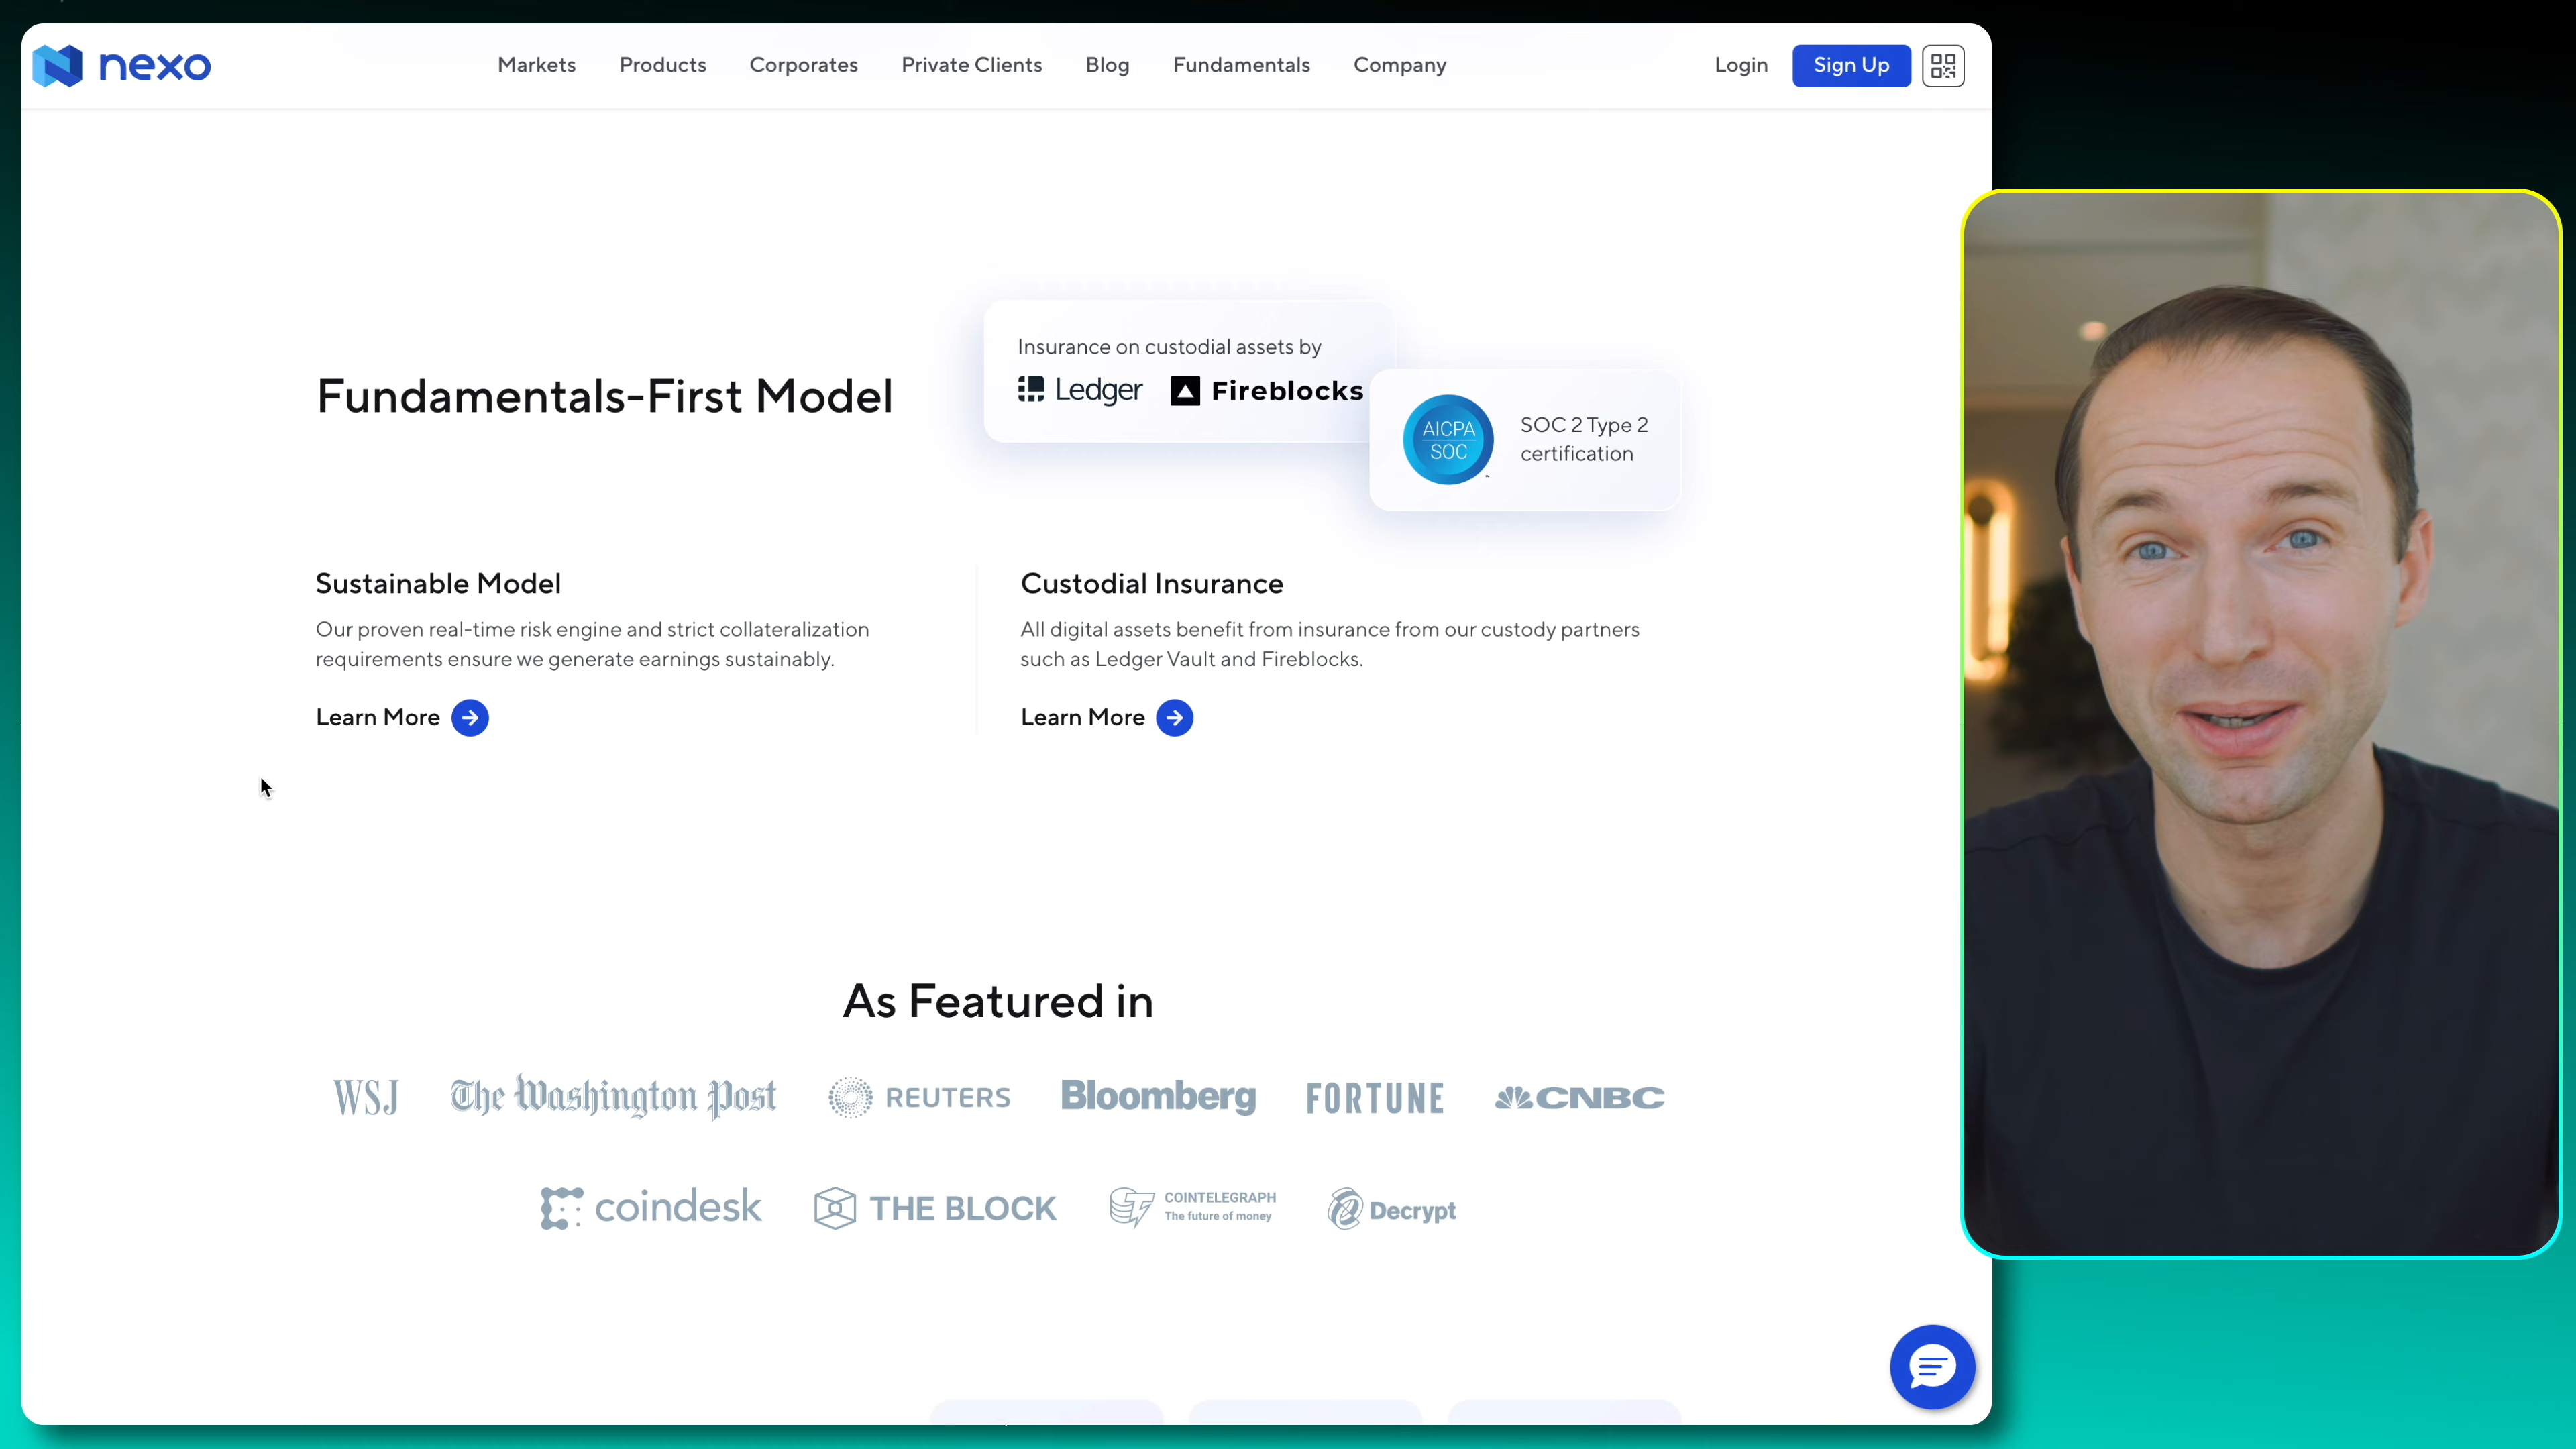 nexo
Markets Products Corporates Private Clients Blog Fundamentals Company
Login Sign Up
Insurance on custodial assets by
Ledger Fireblocks
Fundamentals-First Model
AICPA
SOC
SOC 2 Type 2
certification
Sustainable Model
Our proven real-time risk engine and strict collateralization
requirements ensure we generate earnings sustainably.
Learn More
Custodial Insurance
All digital assets benefit from insurance from our custody partners
such as Ledger Vault and Fireblocks.
Learn More
As Featured in
WSJ The Washington Post REUTERS Bloomberg FORTUNE CNBC
coindesk THE BLOCK COINTELEGRAPH
The future of money
Decrypt